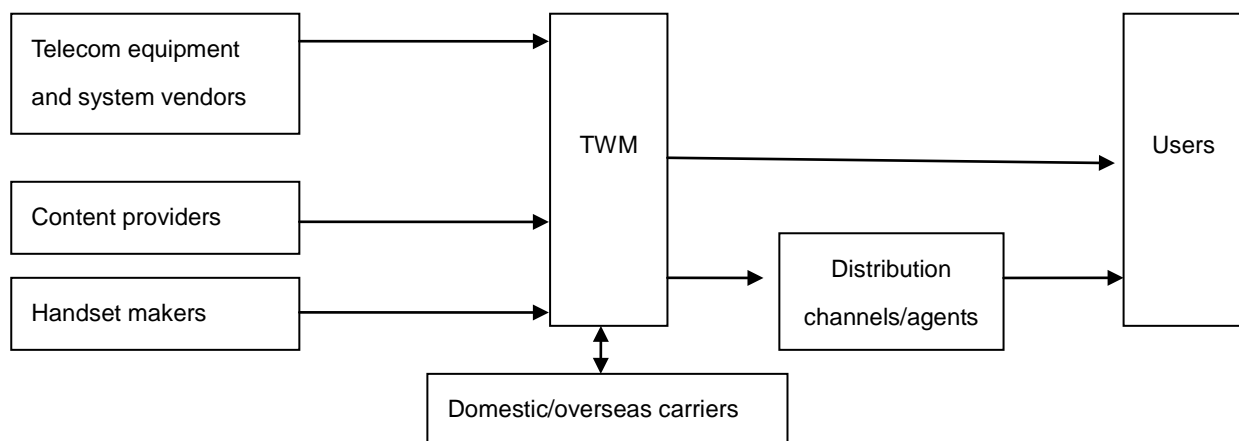 Telecom equipment
and system vendors
TWM
Users
Content providers
Distribution
channels/agents
Handset makers
Domestic/overseas carriers